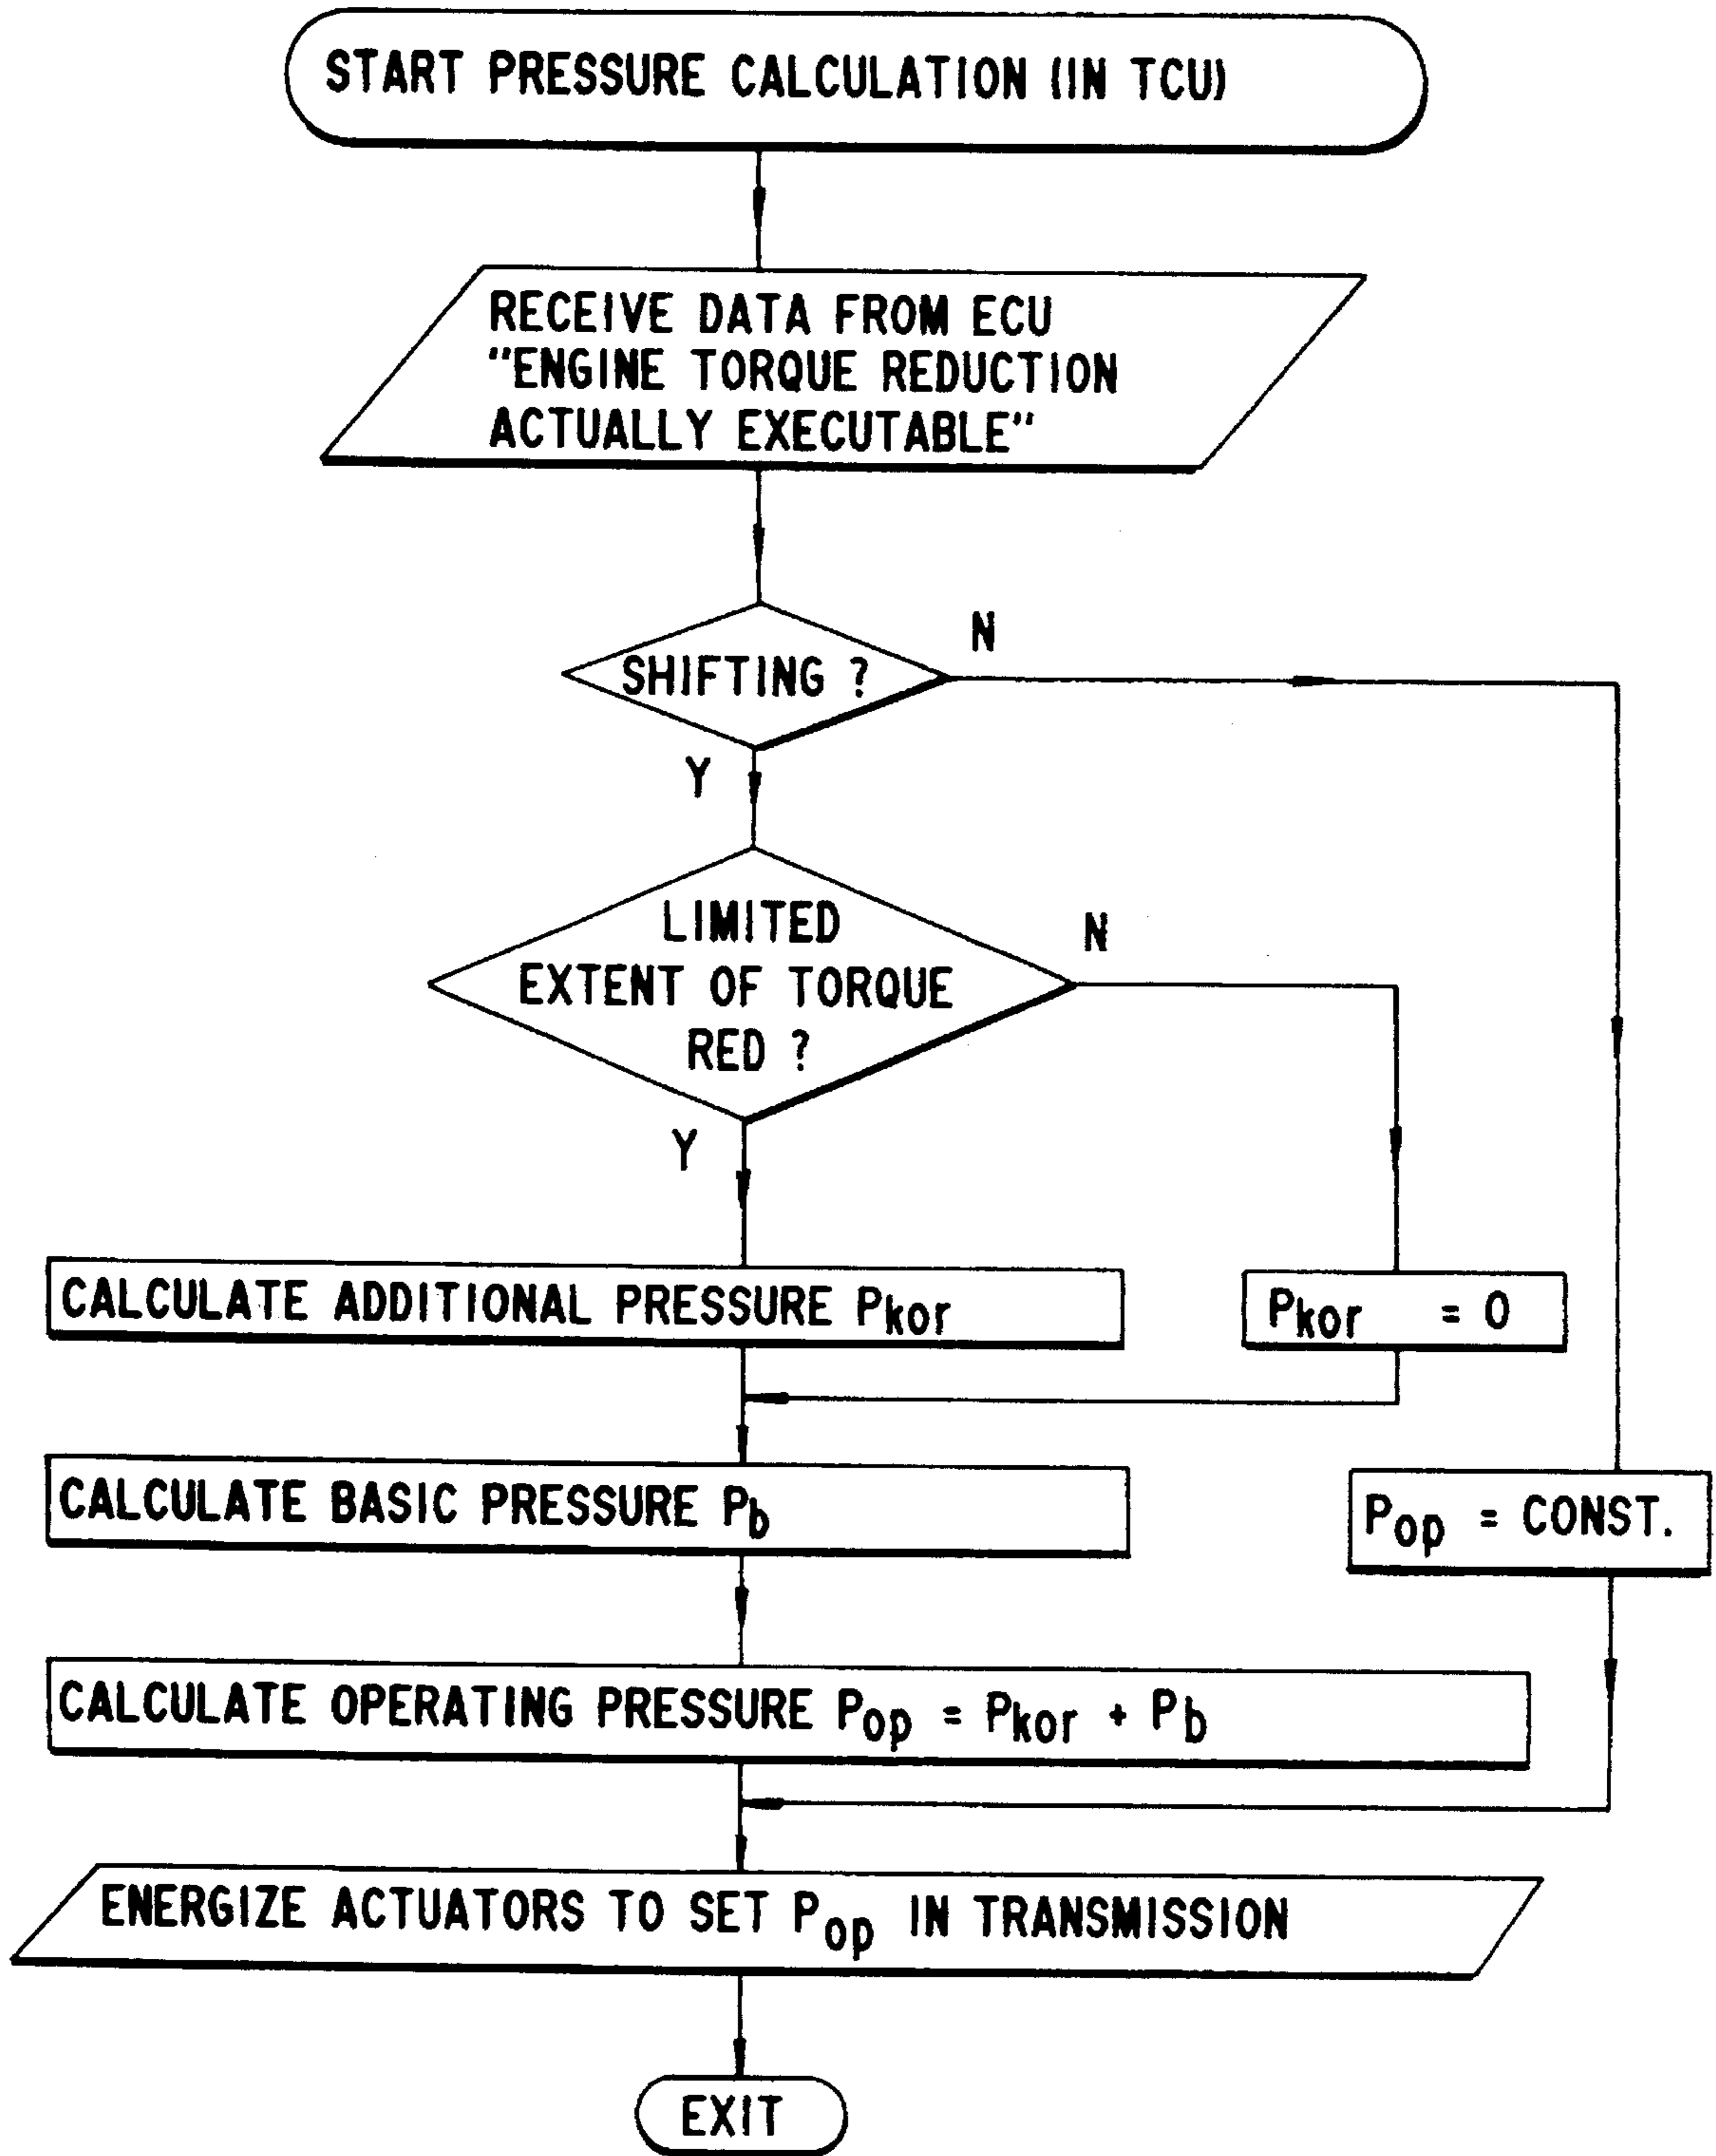 START PRESSURE CALCULATION (IN TCU)
RECEIVE DATA FROM ECU
"ENGINE TORQUE REDUCTION
ACTUALLY EXECUTABLE"
SHIFTING ?
N
Y
LIMITED
EXTENT OF TORQUE
RED ?
N
Y
CALCULATE ADDITIONAL PRESSURE Pkor
Pkor = 0
CALCULATE BASIC PRESSURE Pb
Pop = CONST.
CALCULATE OPERATING PRESSURE Pop = Pkor + Pb
ENERGIZE ACTUATORS TO SET Pop IN TRANSMISSION
EXIT